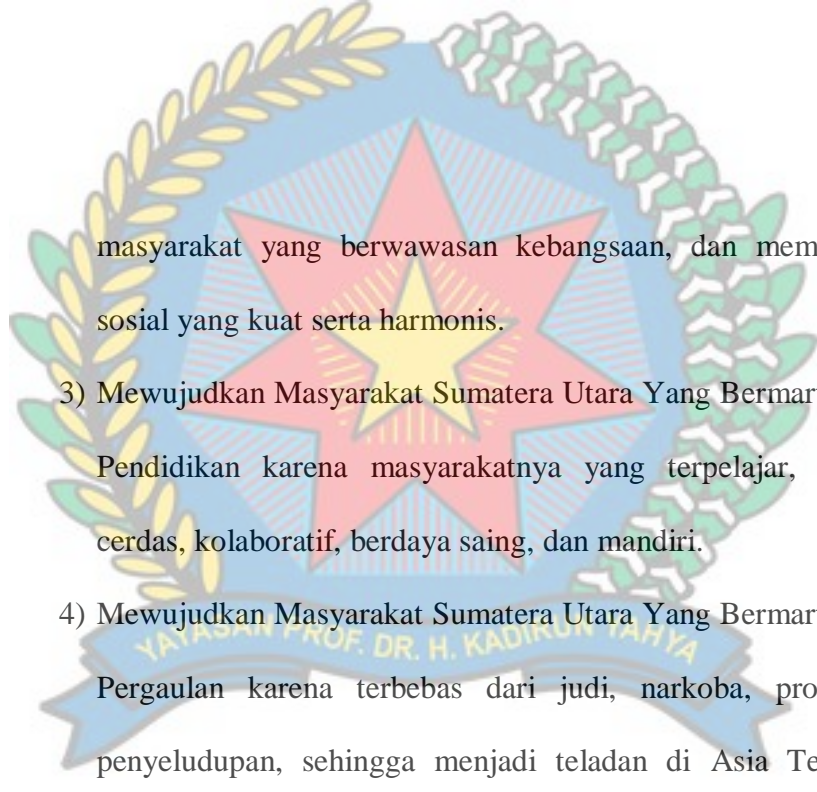 masyarakat yang berwawasan kebangsaan, dan mem
sosial yang kuat serta harmonis.
3) Mewujudkan Masyarakat Sumatera Utara Yang Bermar
Pendidikan karena masyarakatnya yang terpelajar,
cerdas, kolaboratif, berdaya saing, dan mandiri.
4) Mewujudkan Masyarakat Sumatera Utara Yang Bermar
YAYASAN PROF. DR. H. KADIRUN YAHYA
Pergaulan karena terbebas dari judi, narkoba, pro
penyeludupan, sehingga menjadi teladan di Asia Te